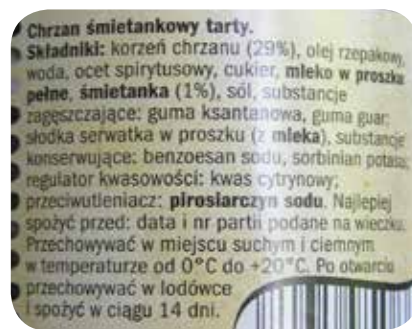 Chrzan śmietankowy tarty.
Składniki: korzeń chrzanu (29%), olej rzepakowy,
woda, ocet spirytusowy, cukier, mleko w proszku
pełne, śmietanka (1%), sól, substancje
zagęszczające: guma ksantanowa, guma guar;
słodka serwatka w proszku (z mleka), substancje
konserwujące: benzoesan sodu, sorbinian potasu,
regulator kwasowości: kwas cytrynowy;
przeciwutleniacz: pirosiarczyn sodu. Najlepiej
spożyć przed: data i nr partii podane na wieczku.
Przechowywać w miejscu suchym i ciemnym
w temperaturze od 0°C do +20°C. Po otwarciu
przechowywać w lodówce
i spożyć w ciągu 14 dni.